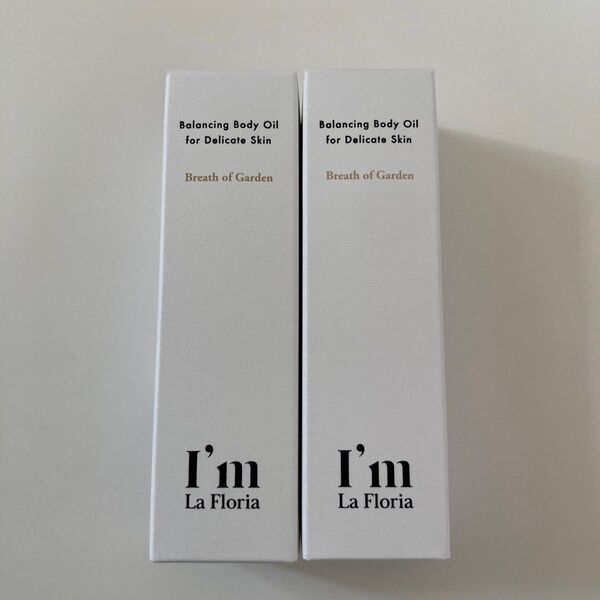 Balancing Body Oil
for Delicate Skin
Breath of Garden
I'm
La Floria
Balancing Body Oil
for Delicate Skin
Breath of Garden
I'm
La Floria